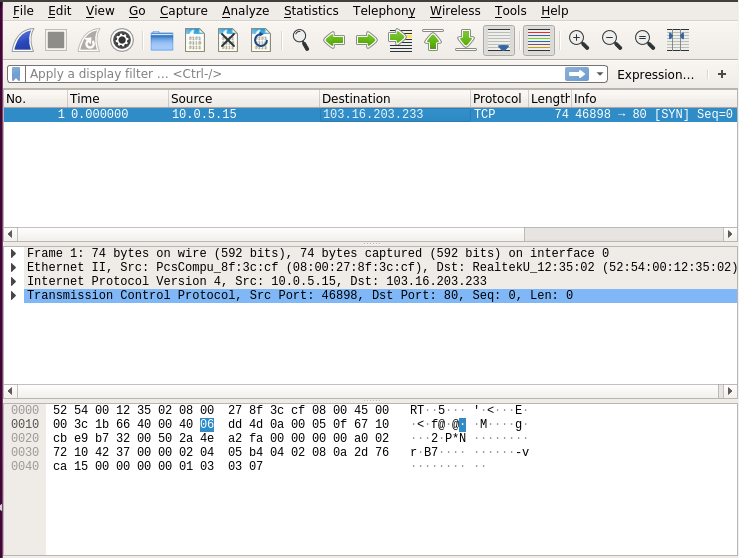 File Edit View Go Capture Analyze Statistics Telephony Wireless Tools Help
Apply a display filter ... <Ctrl-/> Expression... +
No. Time Source Destination Protocol Length Info
1 0.000000 10.0.5.15 103.16.203.233 TCP 74 46898 → 80 [SYN] Seq=0
Frame 1: 74 bytes on wire (592 bits), 74 bytes captured (592 bits) on interface 0
Ethernet II, Src: PcsCompu_8f:3c:cf (08:00:27:8f:3c:cf), Dst: RealtekU_12:35:02 (52:54:00:12:35:02)
Internet Protocol Version 4, Src: 10.0.5.15, Dst: 103.16.203.233
Transmission Control Protocol, Src Port: 46898, Dst Port: 80, Seq: 0, Len: 0
0000 52 54 00 12 35 02 08 00 27 8f 3c cf 08 00 45 00 RT··5··· '·<···E·
0010 00 3c 1b 66 40 00 40 06 dd 4d 0a 00 05 0f 67 10 ·<·f@·@· ·M····g·
0020 cb e9 b7 32 00 50 2a 4e a2 fa 00 00 00 00 a0 02 ···2·P*N ········
0030 72 10 42 37 00 00 02 04 05 b4 04 02 08 0a 2d 76 r·B7···· ······-v
0040 ca 15 00 00 00 00 01 03 03 07 ········ ··